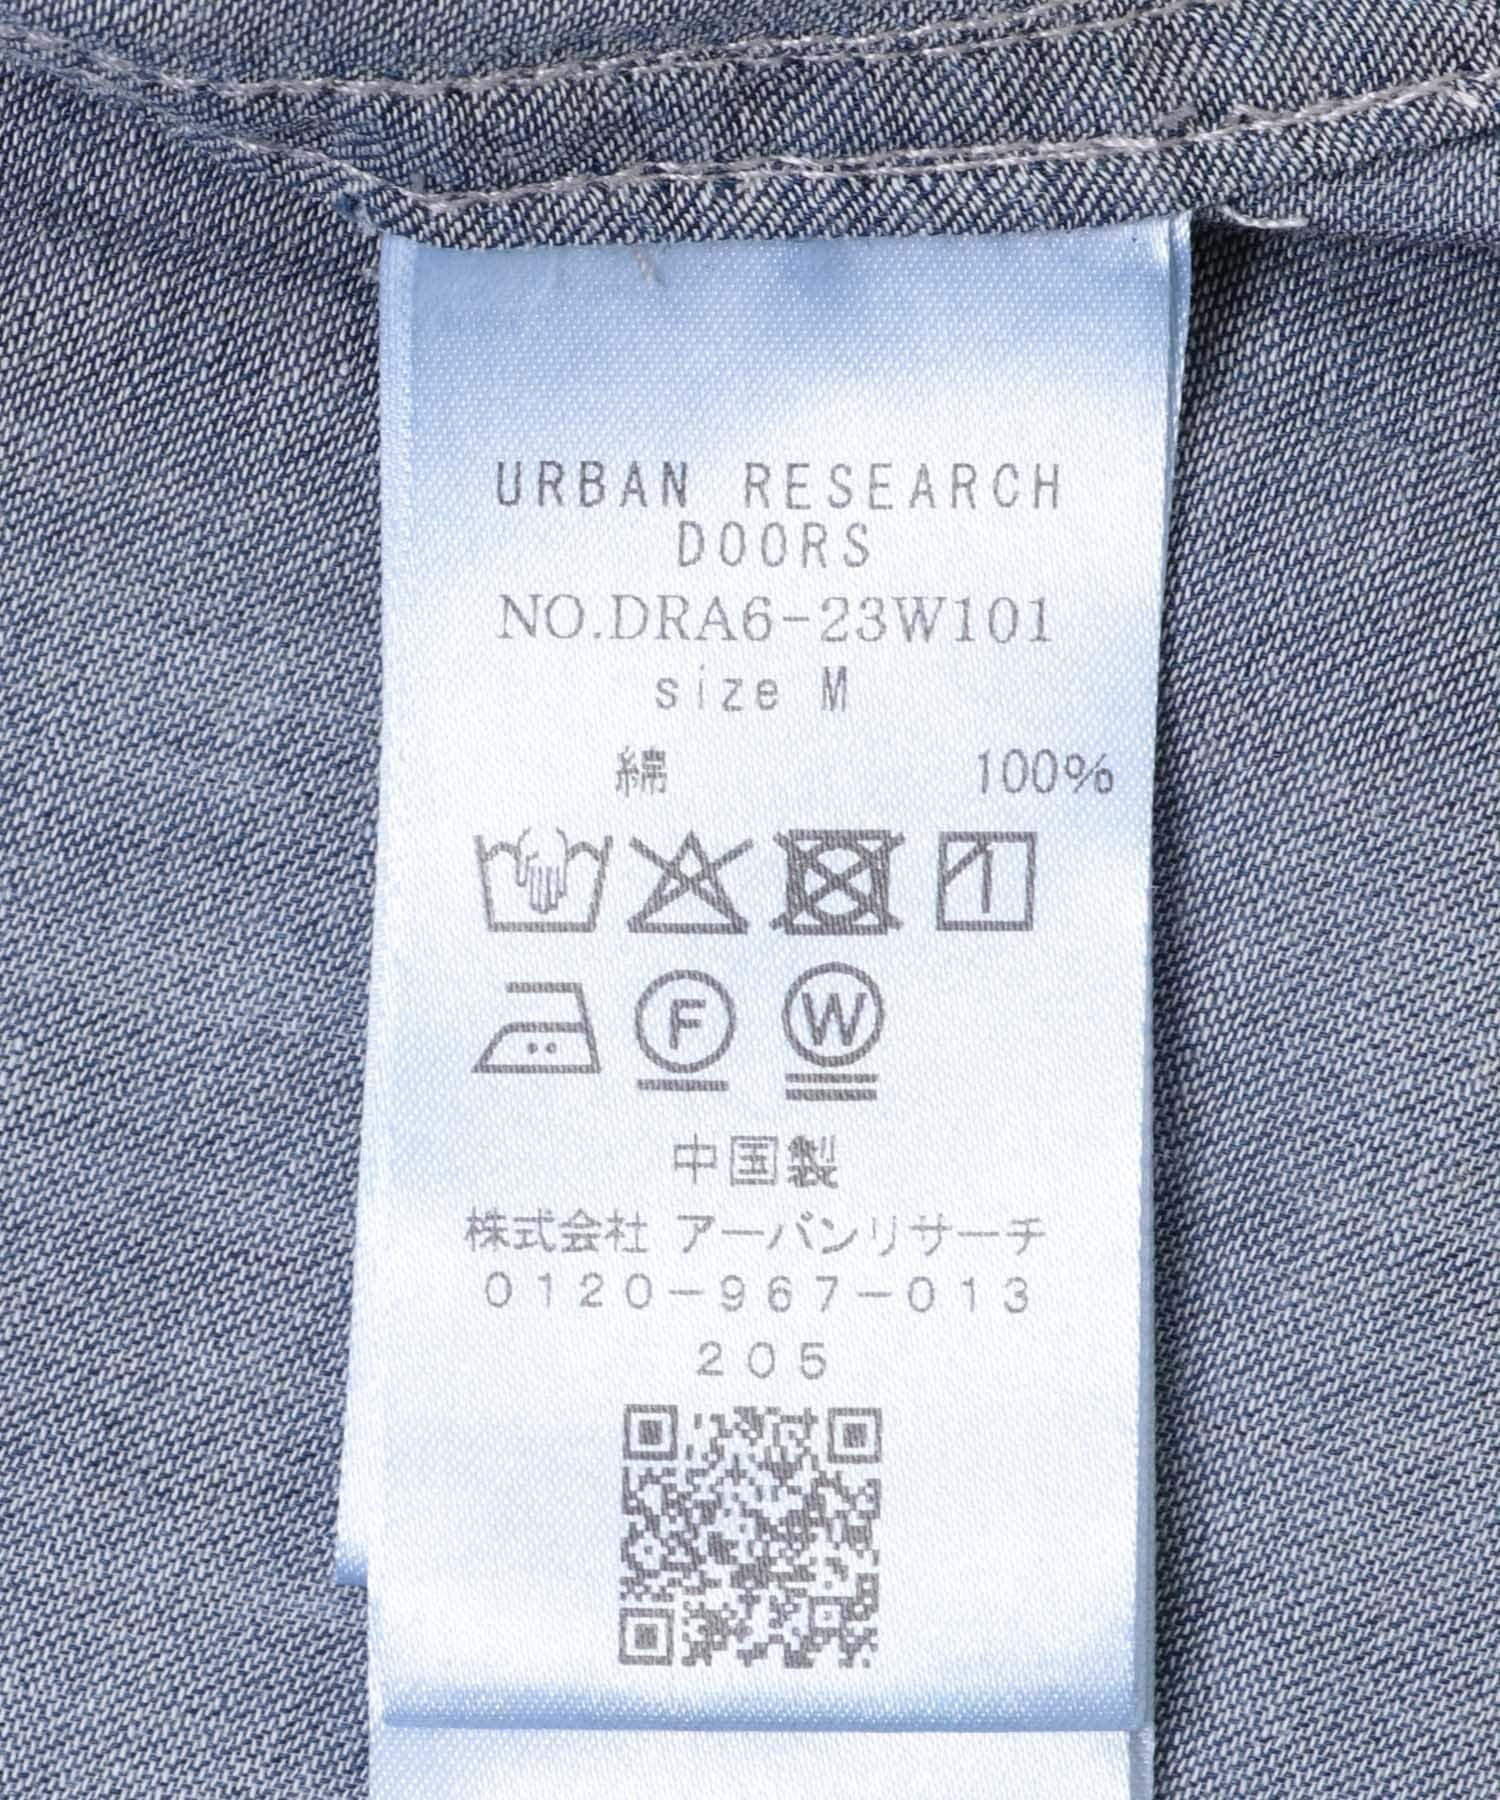 URBAN RESEARCH
DOORS
NO.DRA6-23W101
size M
綿 100%
F W
中国製
株式会社 アーバンリサーチ
0120-967-013
205